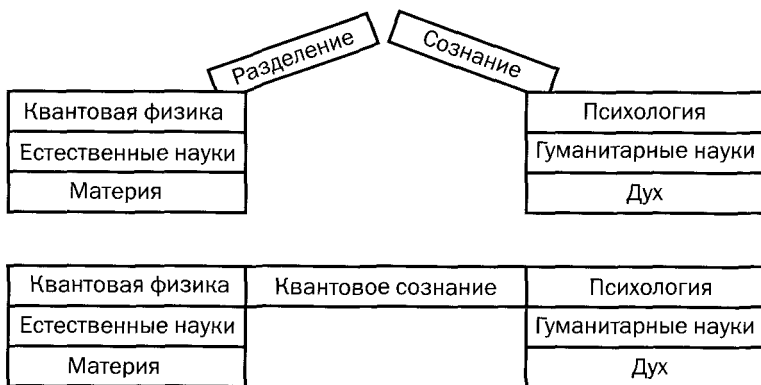 Разделение
Сознание
Квантовая физика
Психология
Естественные науки
Гуманитарные науки
Материя
Дух
Квантовая физика
Квантовое сознание
Психология
Естественные науки
Гуманитарные науки
Материя
Дух